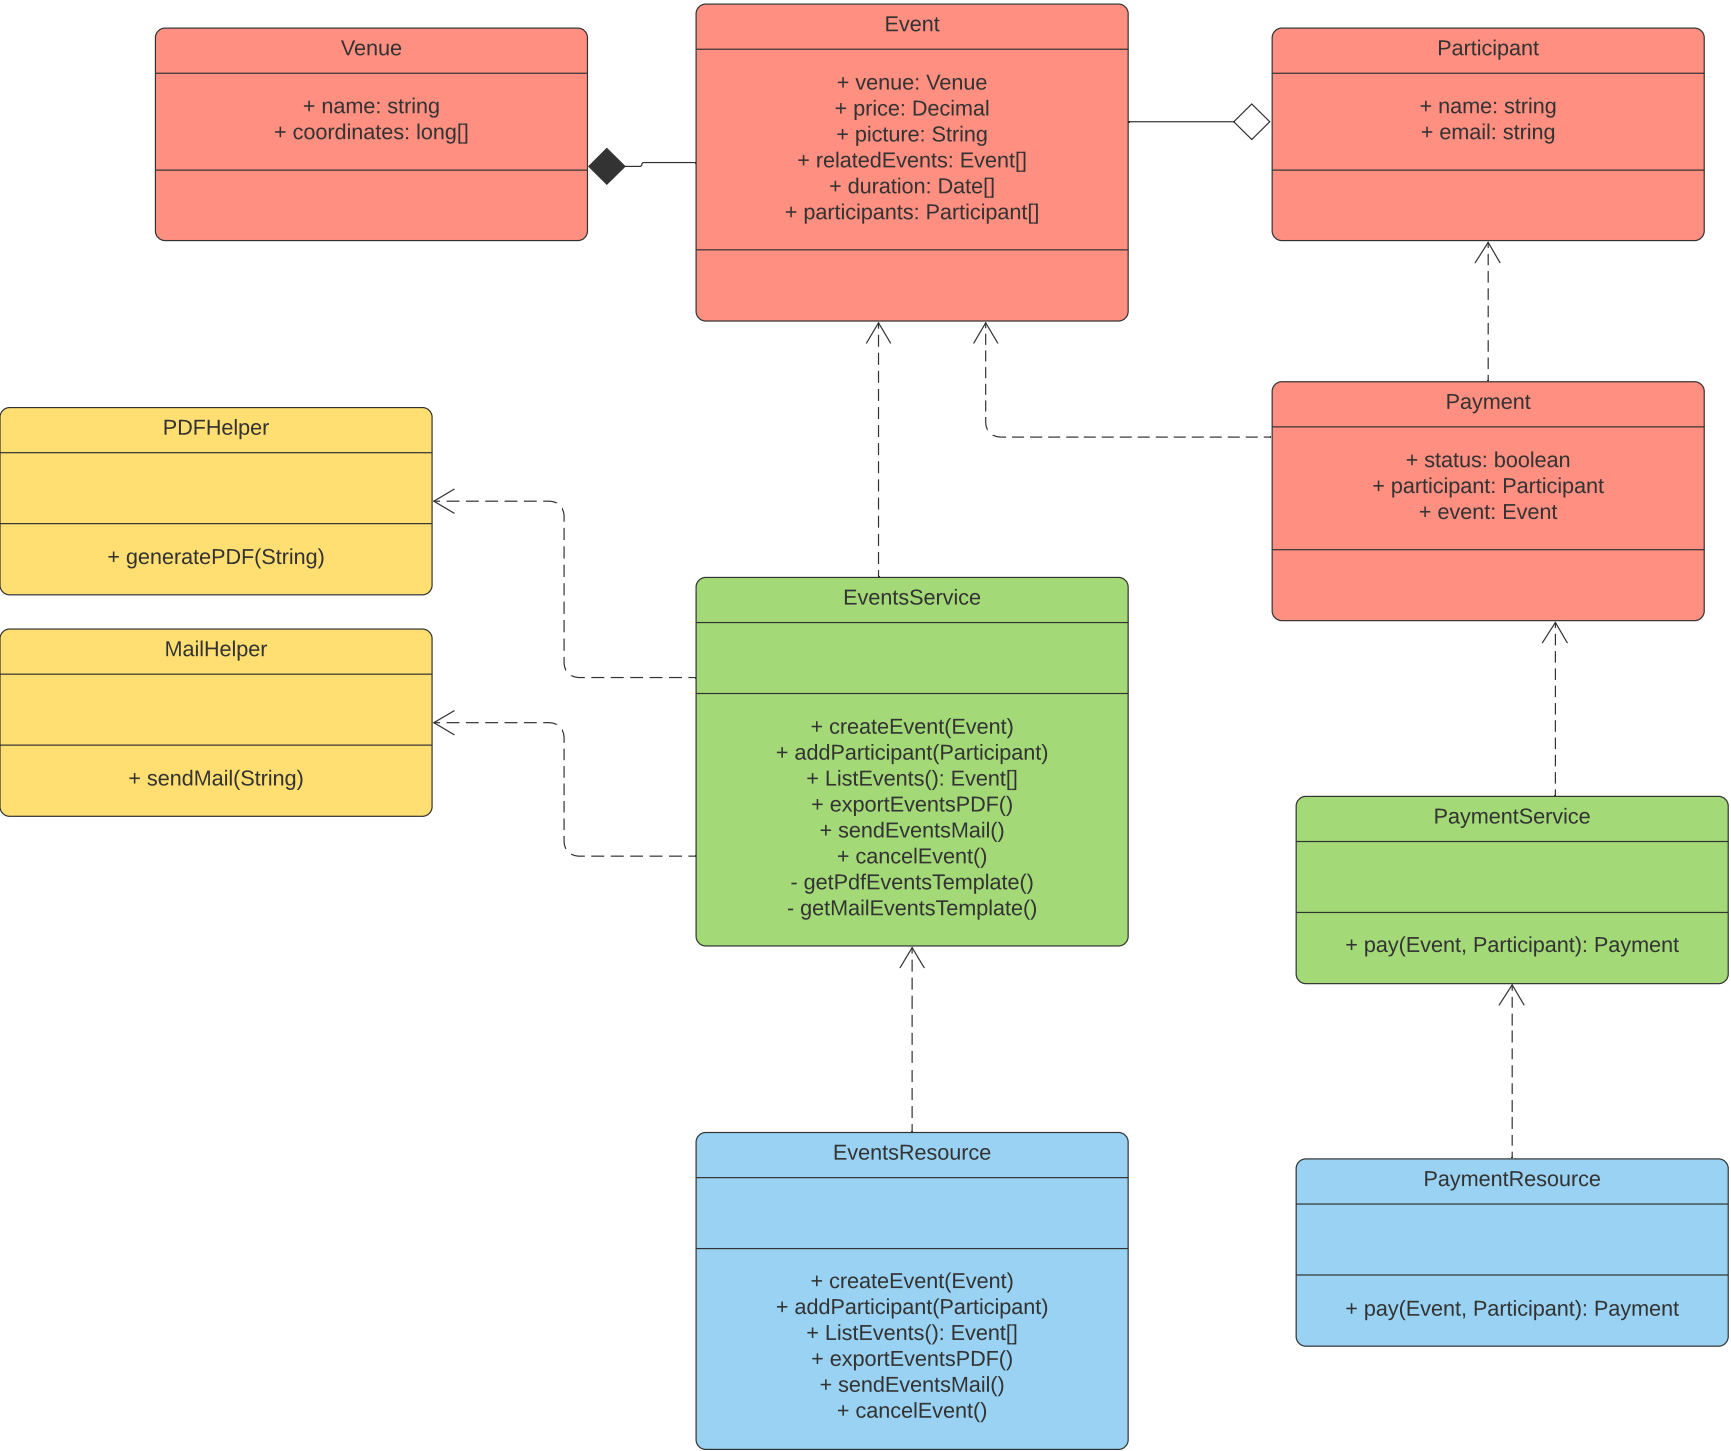 Venue
+ name: string
+ coordinates: long[]
Event
+ venue: Venue
+ price: Decimal
+ picture: String
+ relatedEvents: Event[]
+ duration: Date[]
+ participants: Participant[]
Participant
+ name: string
+ email: string
PDFHelper
+ generatePDF(String)
Payment
+ status: boolean
+ participant: Participant
+ event: Event
MailHelper
+ sendMail(String)
EventsService
+ createEvent(Event)
+ addParticipant(Participant)
+ ListEvents(): Event[]
+ exportEventsPDF()
+ sendEventsMail()
+ cancelEvent()
- getPdfEventsTemplate()
- getMailEventsTemplate()
PaymentService
+ pay(Event, Participant): Payment
EventsResource
+ createEvent(Event)
+ addParticipant(Participant)
+ ListEvents(): Event[]
+ exportEventsPDF()
+ sendEventsMail()
+ cancelEvent()
PaymentResource
+ pay(Event, Participant): Payment